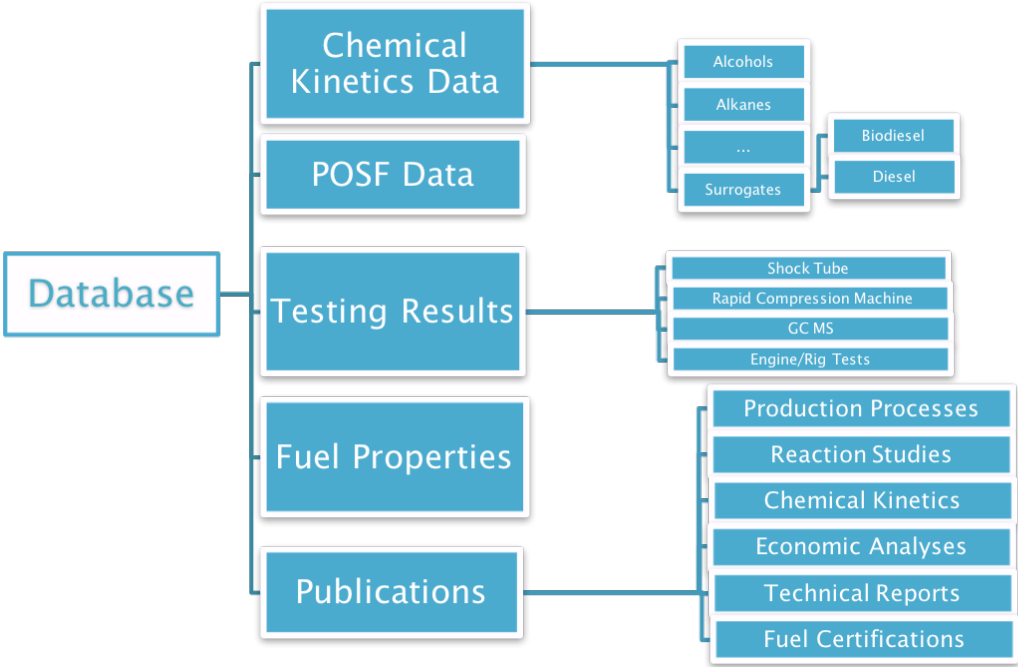 Database
Chemical
Kinetics Data
Alcohols
Alkanes
...
Surrogates
Biodiesel
Diesel
POSF Data
Testing Results
Shock Tube
Rapid Compression Machine
GC MS
Engine/Rig Tests
Fuel Properties
Publications
Production Processes
Reaction Studies
Chemical Kinetics
Economic Analyses
Technical Reports
Fuel Certifications